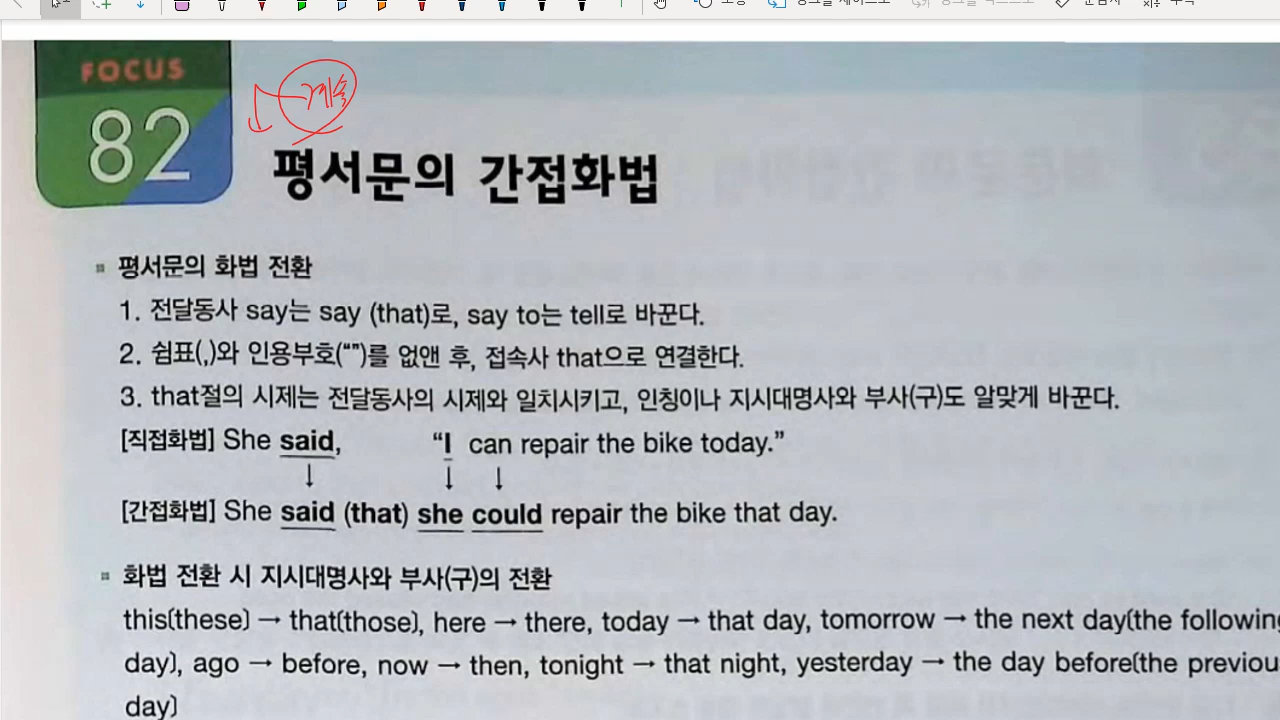 FOCUS
82
평서문의 간접화법
평서문의 화법 전환
1. 전달동사 say는 say (that)로, say to는 tell로 바꾼다.
2. 쉼표(,)와 인용부호(“”)를 없앤 후, 접속사 that으로 연결한다.
3. that절의 시제는 전달동사의 시제와 일치시키고, 인칭이나 지시대명사와 부사(구)도 알맞게 바꾼다.
[직접화법] She said, “I can repair the bike today.”
↓ ↓ ↓
[간접화법] She said (that) she could repair the bike that day.
화법 전환 시 지시대명사와 부사(구)의 전환
this(these) → that(those), here → there, today → that day, tomorrow → the next day(the following
day), ago → before, now → then, tonight → that night, yesterday → the day before(the previou
day)